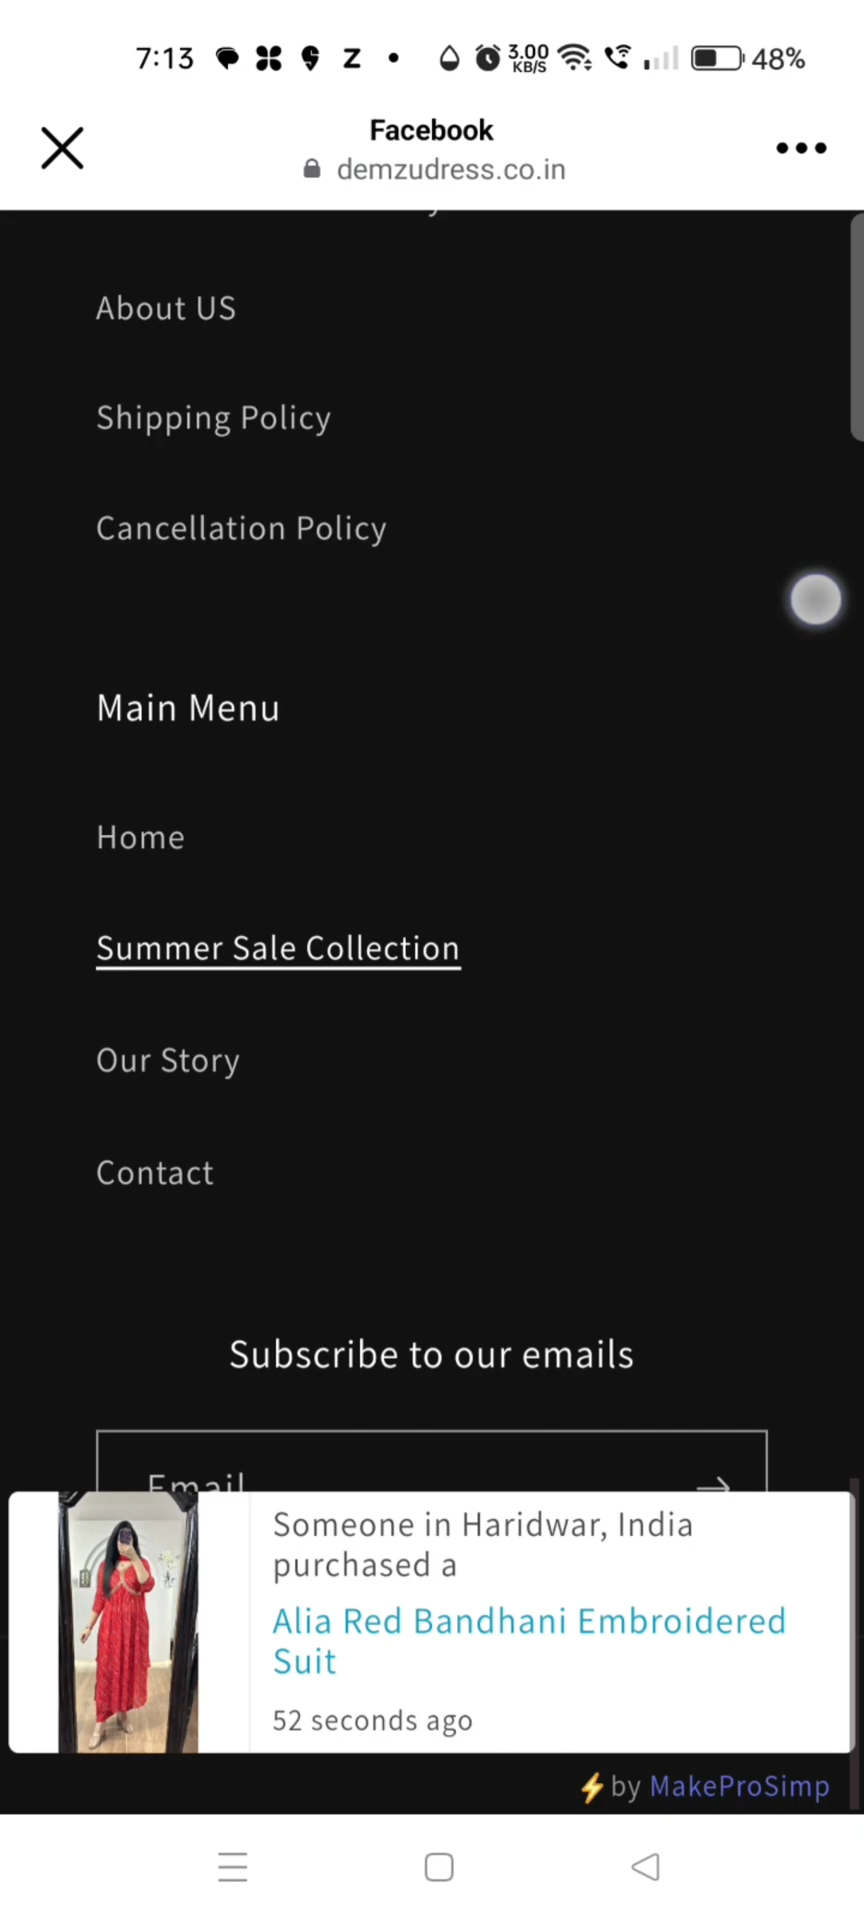 7:13 Z 3.00 KB/S 48%
Facebook
demzudress.co.in
About US
Shipping Policy
Cancellation Policy
Main Menu
Home
Summer Sale Collection
Our Story
Contact
Subscribe to our emails
Email
Someone in Haridwar, India
purchased a
Alia Red Bandhani Embroidered
Suit
52 seconds ago
by MakeProSimp